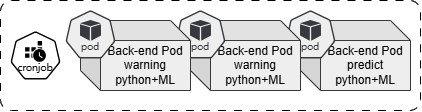 cronjob
pod
Back-end Pod
warning
python+ML
pod
Back-end Pod
warning
python+ML
pod
Back-end Pod
predict
python+ML